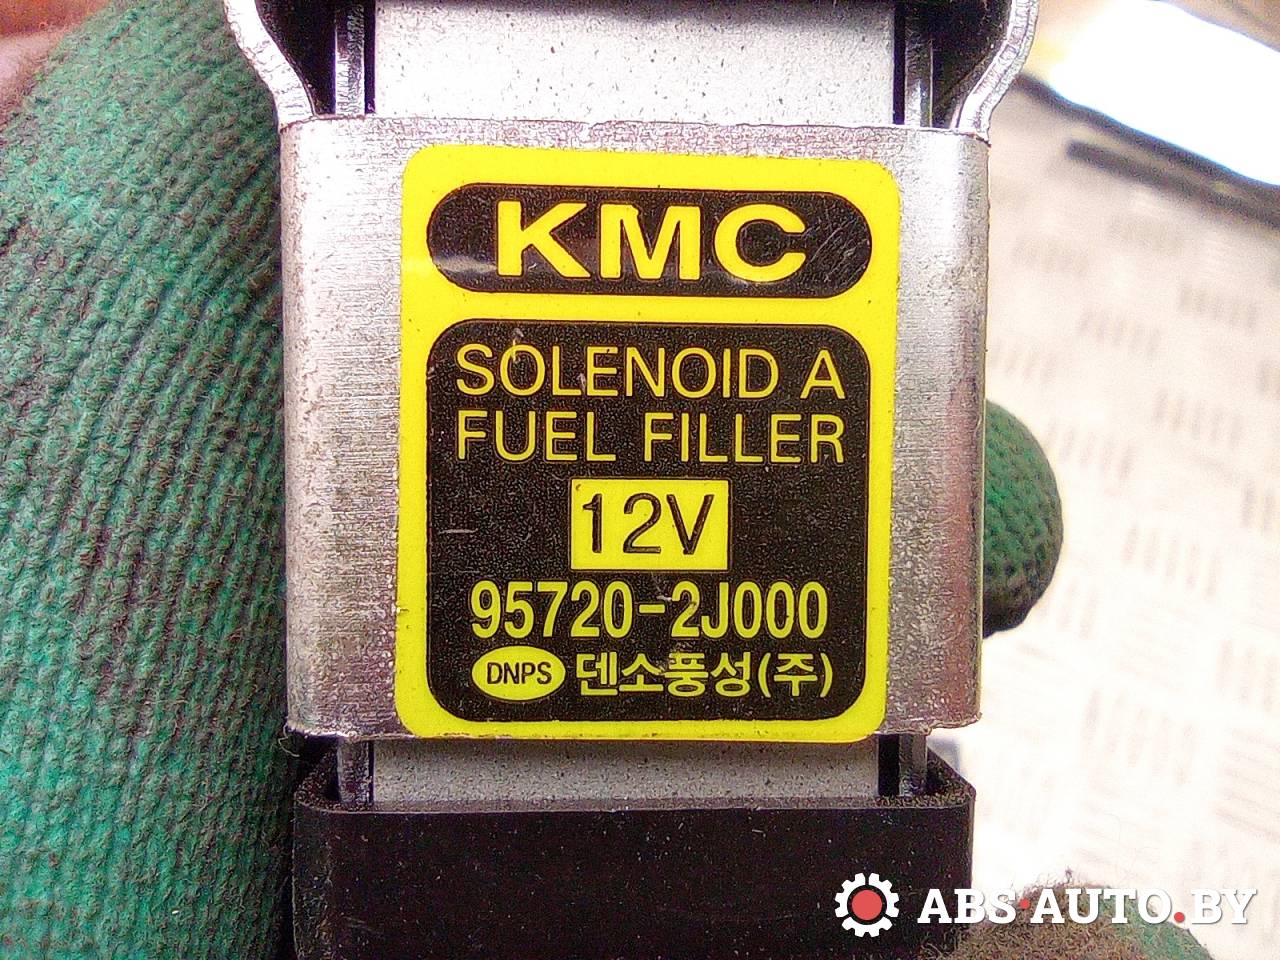 KMC
SOLENOID A
FUEL FILLER
12V
95720-2J000
DNPS 덴소풍성(주)
ABS·AUTO.BY